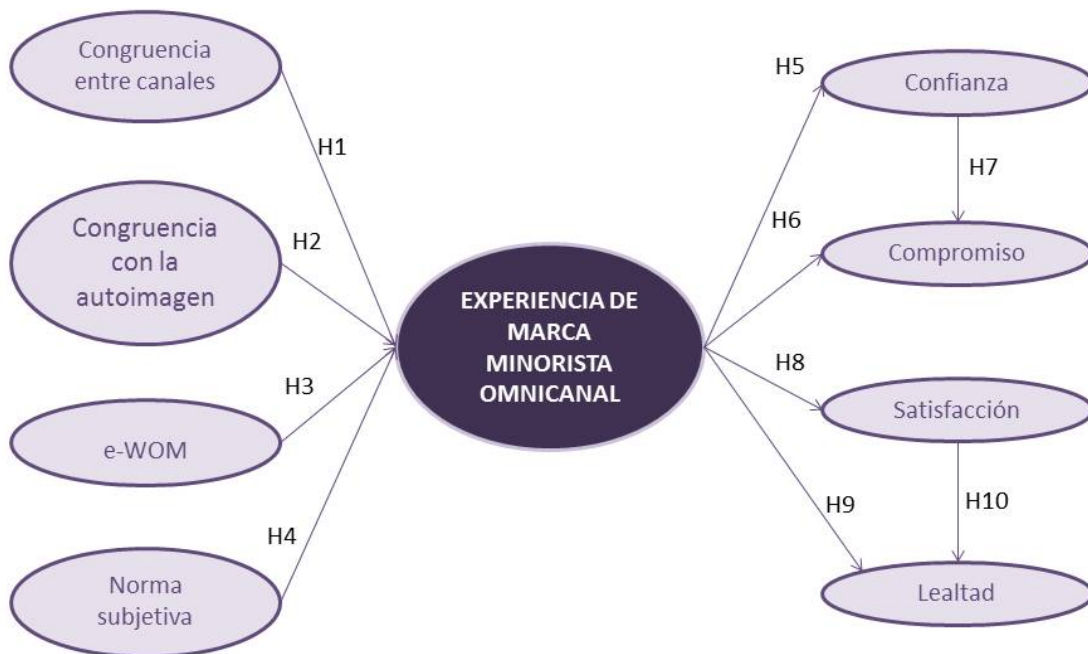 Congruencia
entre canales
H1
Congruencia
con la
autoimagen
H2
e-WOM
H3
Norma
subjetiva
H4
EXPERIENCIA DE
MARCA
MINORISTA
OMNICANAL
H5
Confianza
H7
H6
Compromiso
H8
Satisfacción
H10
H9
Lealtad